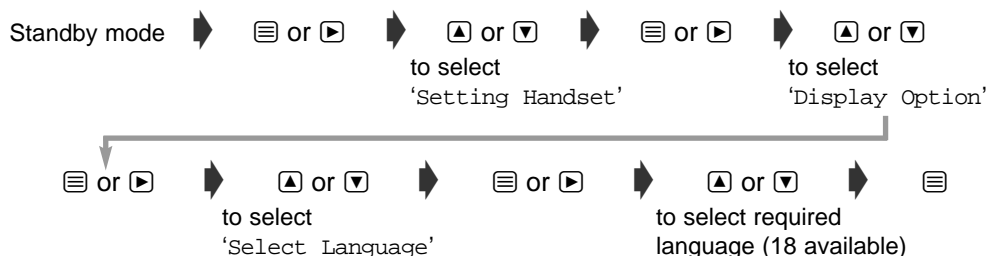 Standby mode or or or or
to select to select
‘Setting Handset’ ‘Display Option’
or or or or
to select to select required
‘Select Language’ language (18 available)